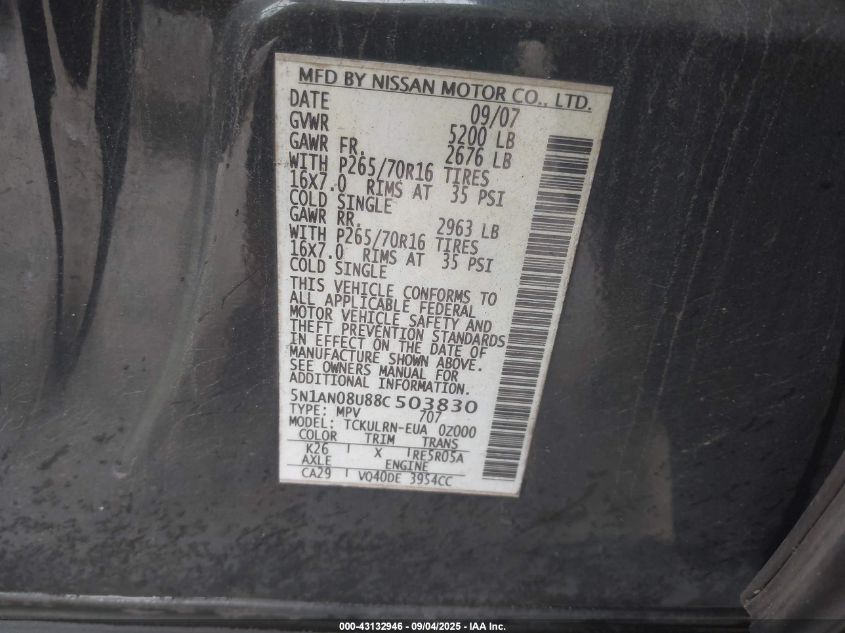 MFD BY NISSAN MOTOR CO., LTD.
DATE 09/07
GVWR 5200 LB
GAWR FR. 2676 LB
WITH P265/70R16 TIRES
16X7.0 RIMS AT 35 PSI
COLD SINGLE
GAWR RR. 2963 LB
WITH P265/70R16 TIRES
16X7.0 RIMS AT 35 PSI
COLD SINGLE
THIS VEHICLE CONFORMS TO
ALL APPLICABLE FEDERAL
MOTOR VEHICLE SAFETY AND
THEFT PREVENTION STANDARDS
IN EFFECT ON THE DATE OF
MANUFACTURE SHOWN ABOVE.
SEE OWNERS MANUAL FOR
ADDITIONAL INFORMATION
5N1AN08U88C503830
TYPE: MPV 707
MODEL: TCKULRN-EUA 0Z000
COLOR TRIM TRANS
K26 X RE5R05A
AXLE ENGINE
CA29 VQ40DE 3954CC
000-43132946 - 09/04/2025 - IAA Inc.